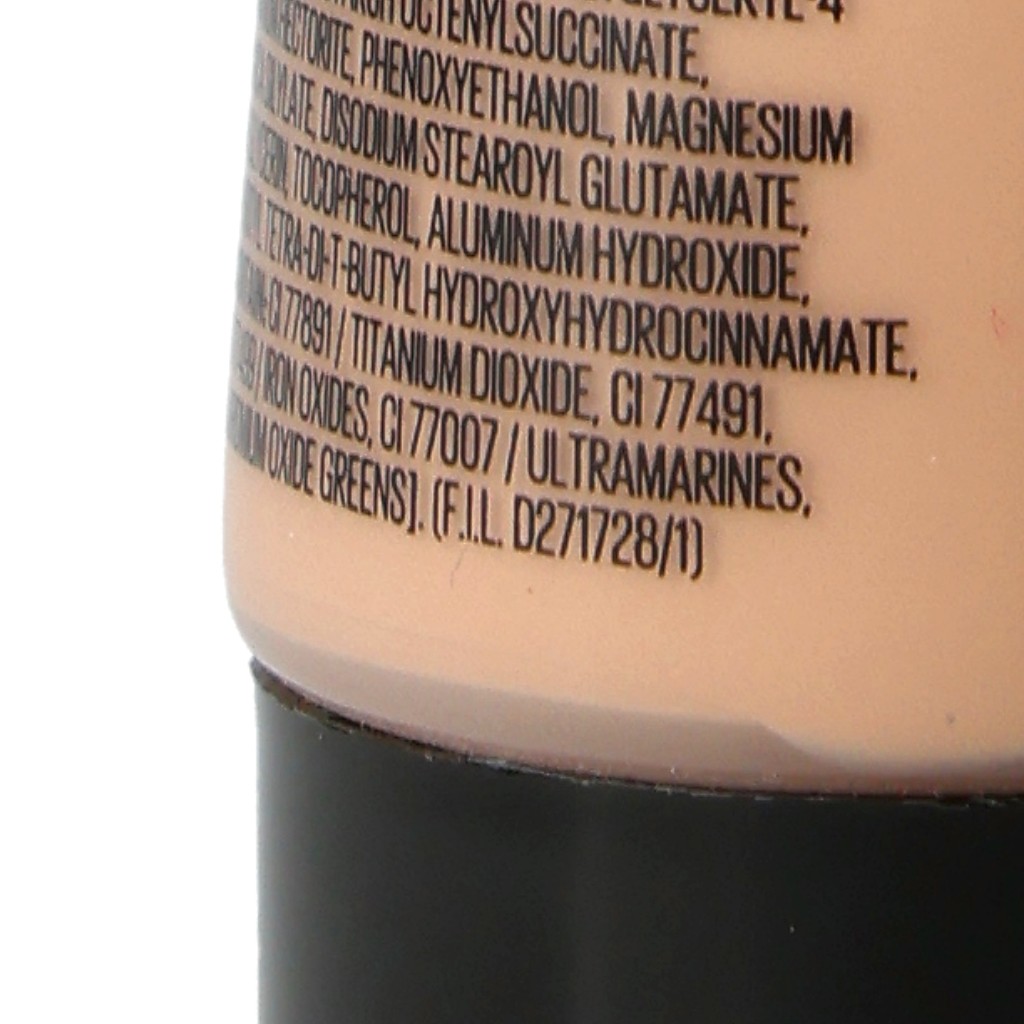 OCTENYLSUCCINATE,
PHENOXYETHANOL, MAGNESIUM
DISODIUM STEAROYL GLUTAMATE,
TOCOPHEROL, ALUMINUM HYDROXIDE,
TETRA-DI-T-BUTYL HYDROXYHYDROCINNAMATE,
CI 77891 / TITANIUM DIOXIDE, CI 77491,
/ IRON OXIDES, CI 77007 / ULTRAMARINES,
OXIDE GREENS]. (F.I.L. D271728/1)